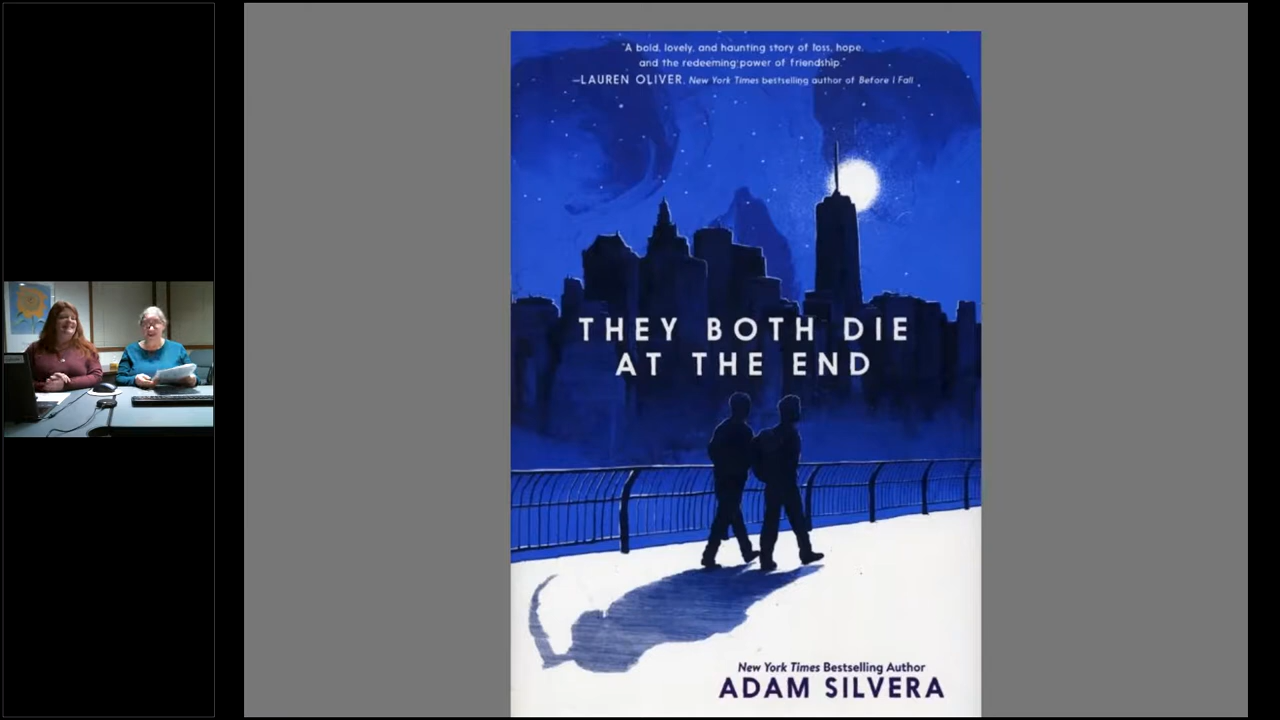 "A bold, lovely, and haunting story of loss, hope,
and the redeeming power of friendship."
—LAUREN OLIVER, New York Times bestselling author of Before I Fall
THEY BOTH DIE
AT THE END
New York Times Bestselling Author
ADAM SILVERA